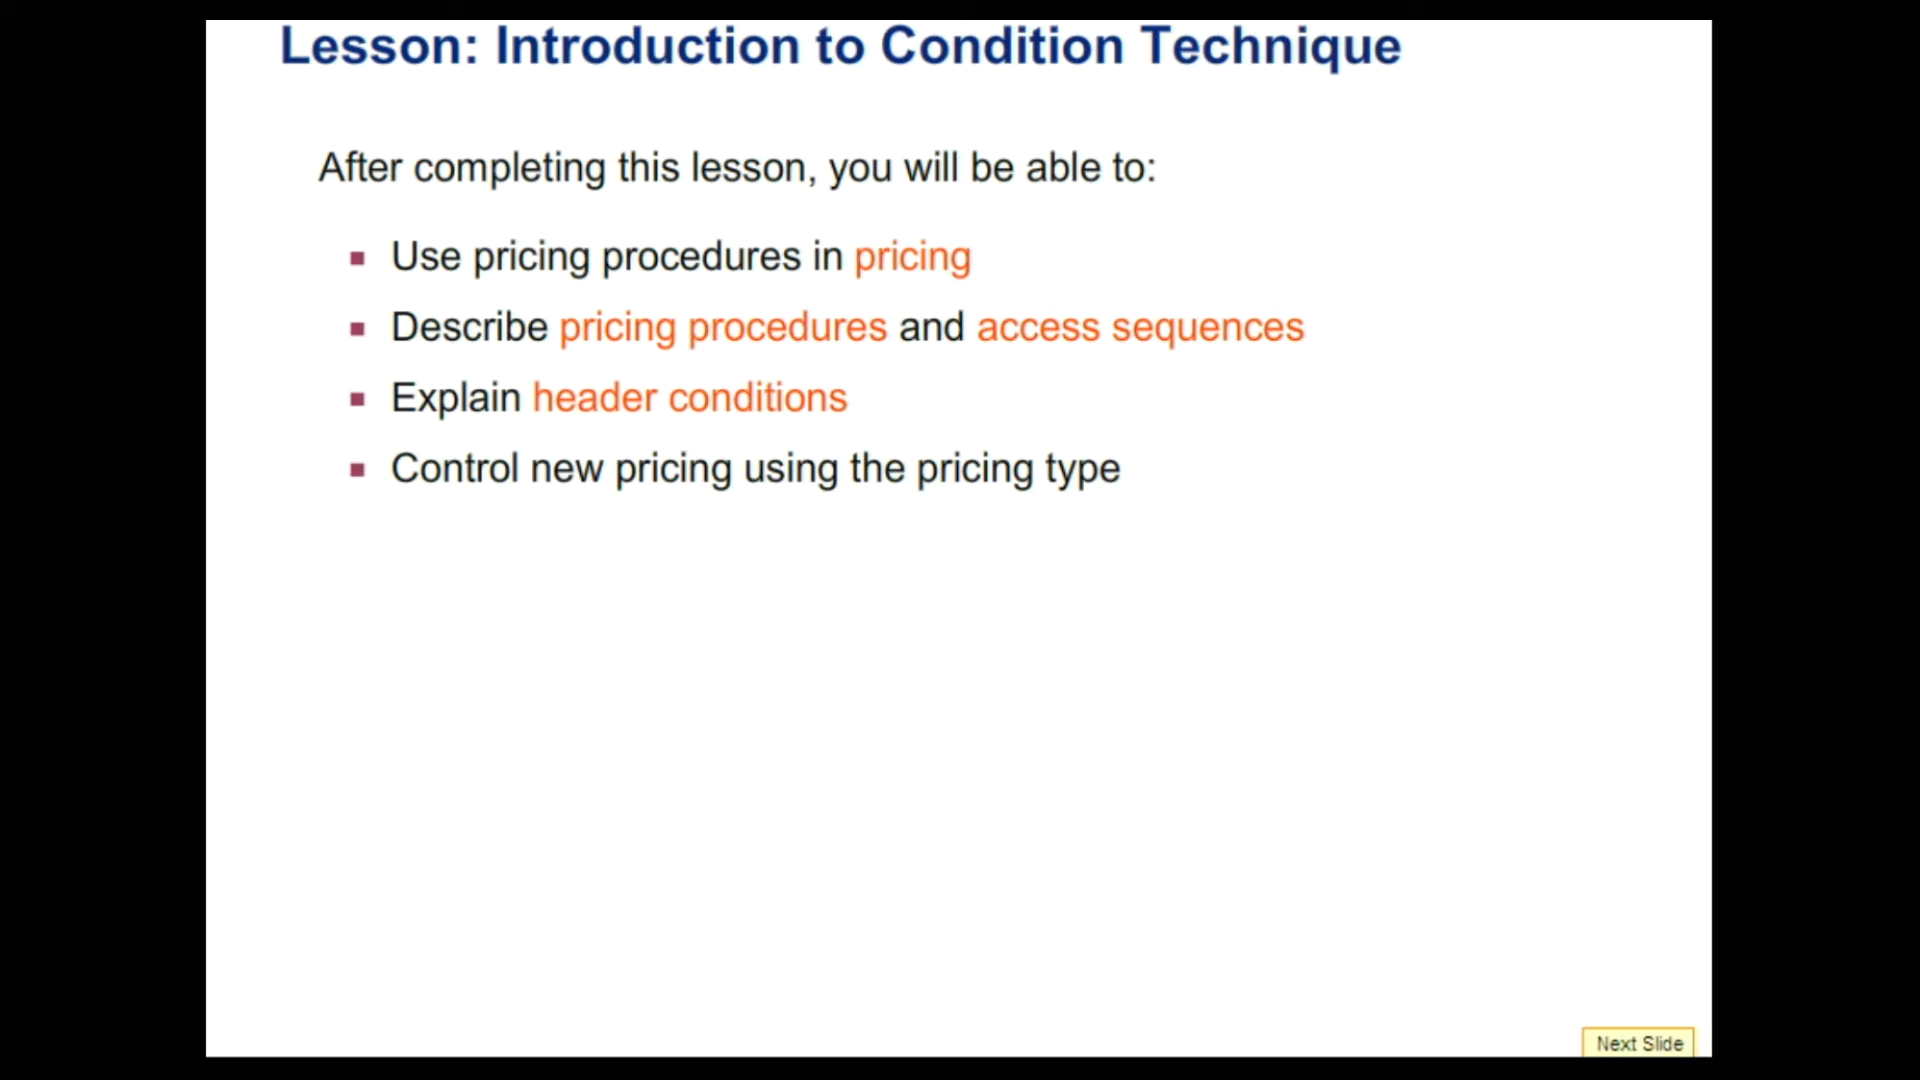 Lesson: Introduction to Condition Technique
After completing this lesson, you will be able to:
Use pricing procedures in pricing
Describe pricing procedures and access sequences
Explain header conditions
Control new pricing using the pricing type
Next Slide